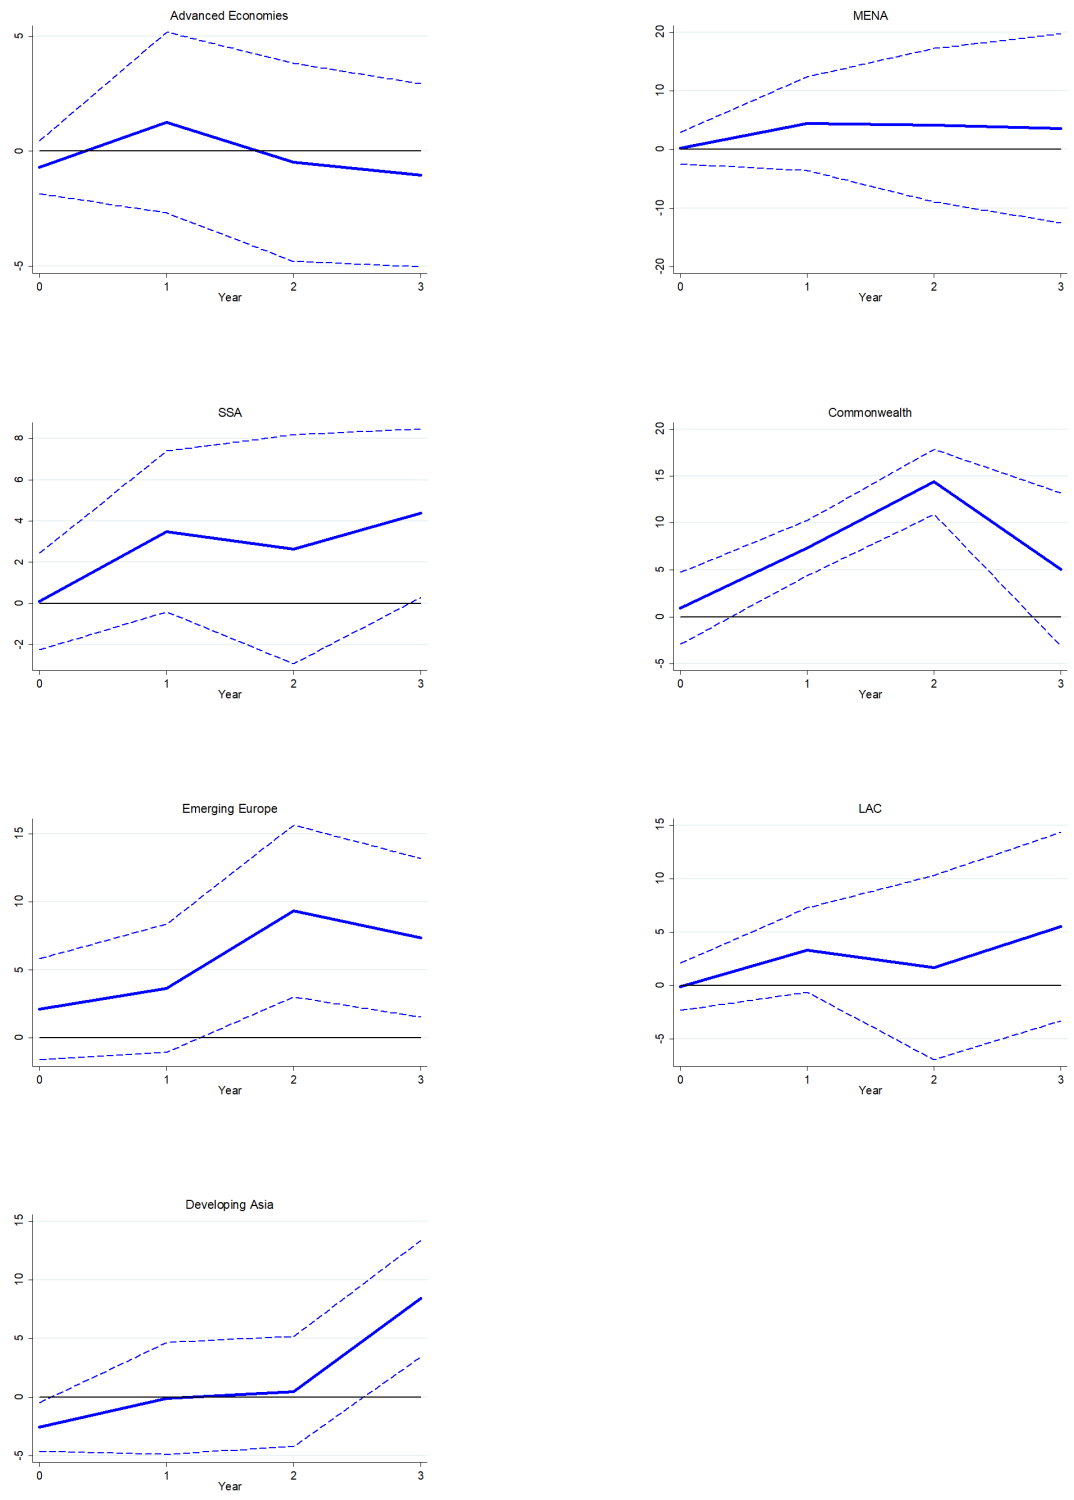 Advanced Economies
5
0
-5
0 1 2 3
Year
MENA
20
10
0
-10
-20
0 1 2 3
Year
SSA
8
6
4
2
0
-2
0 1 2 3
Year
Commonwealth
20
15
10
5
0
-5
0 1 2 3
Year
Emerging Europe
15
10
5
0
0 1 2 3
Year
LAC
15
10
5
0
-5
0 1 2 3
Year
Developing Asia
15
10
5
0
-5
0 1 2 3
Year